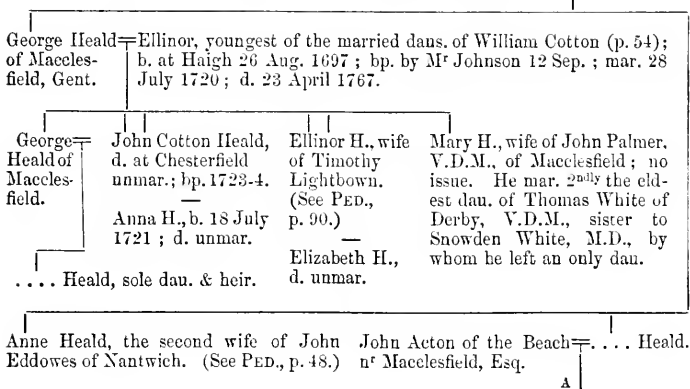 George Heald=Ellinor, youngest of the married daus. of William Cotton (p. 54);
of Maccles- b. at Haigh 26 Aug. 1697 ; bp. by Mr Johnson 12 Sep. ; mar. 28
field, Gent. July 1720 ; d. 23 April 1767.
George=
Heald of
Maccles-
field.
.... Heald, sole dau. & heir.
John Cotton Heald,
d. at Chesterfield
unmar.; bp. 1723-4.
—
Anna H., b. 18 July
1721 ; d. unmar.
Ellinor H., wife
of Timothy
Lightbown.
(See PED.,
p. 90.)
—
Elizabeth H.,
d. unmar.
Mary H., wife of John Palmer,
V.D.M., of Macclesfield ; no
issue. He mar. 2ndly the eld-
est dau. of Thomas White of
Derby, V.D.M., sister to
Snowden White, M.D., by
whom he left an only dau.
Anne Heald, the second wife of John
Eddowes of Nantwich. (See PED., p. 48.)
John Acton of the Beach=.... Heald.
nr Macclesfield, Esq.
A